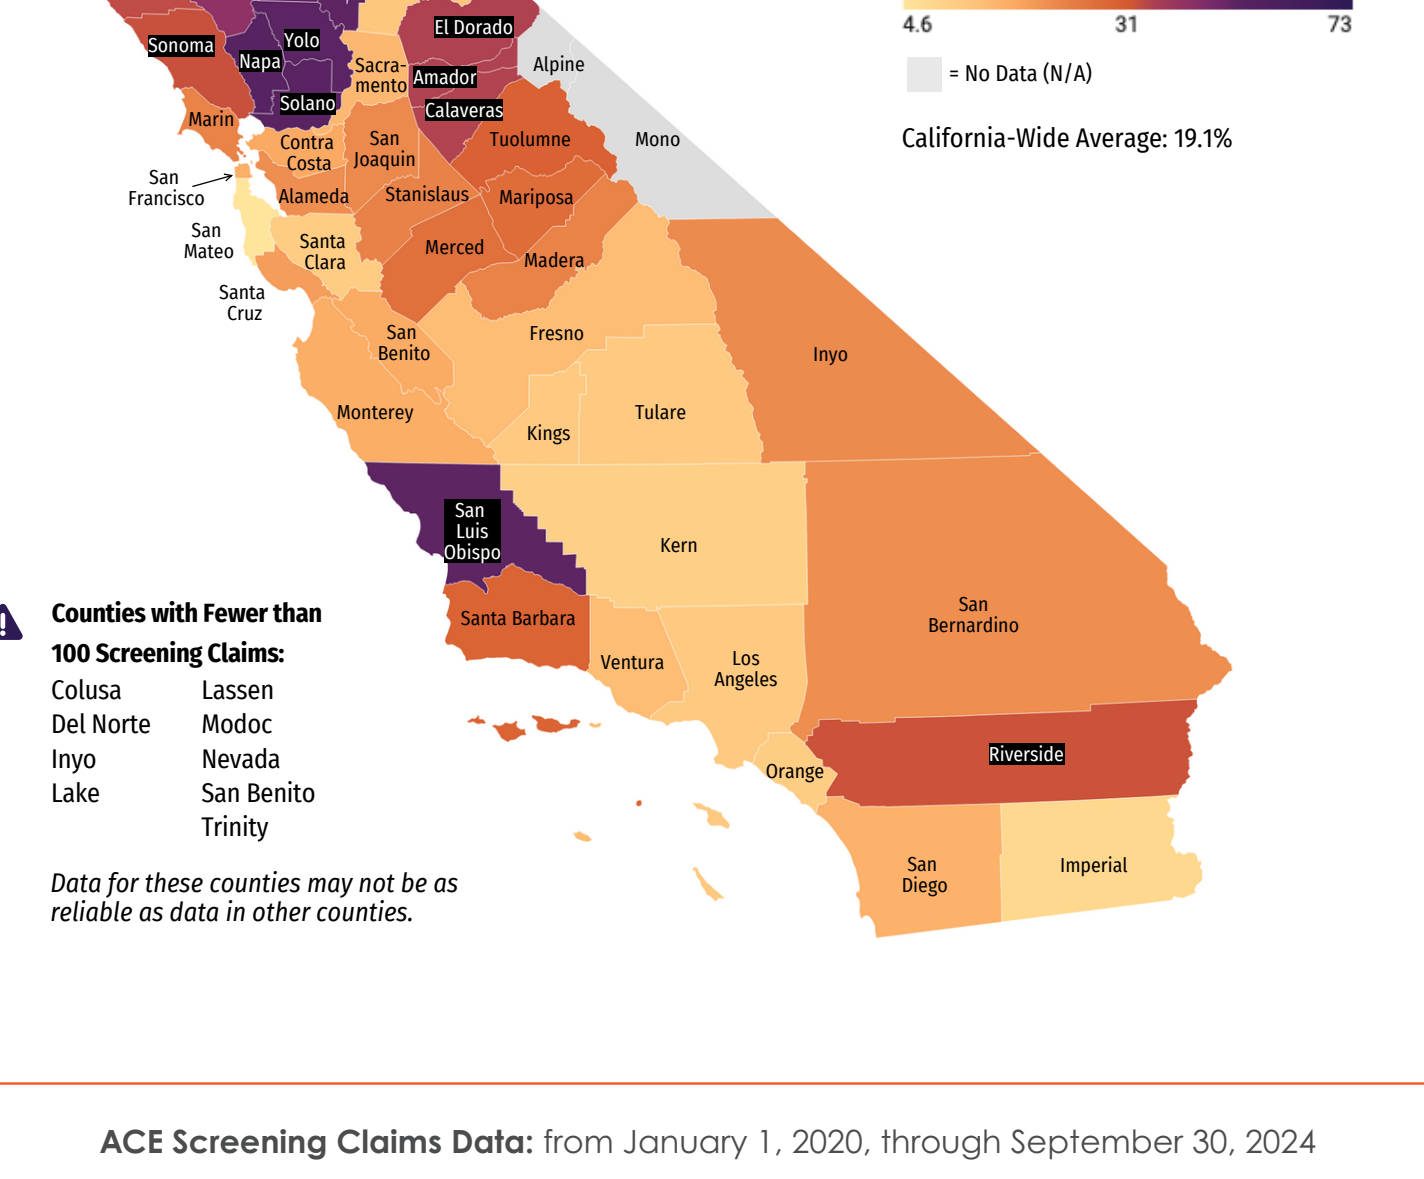 El Dorado
4.6 31 73
Sonoma
Yolo
Napa
Sacra-
mento
Amador
Alpine
= No Data (N/A)
Solano
Calaveras
Marin
Contra
Costa
San
Joaquin
Tuolumne
Mono
California-Wide Average: 19.1%
San
Francisco
Alameda
Stanislaus
Mariposa
San
Mateo
Santa
Clara
Merced
Madera
Santa
Cruz
San
Benito
Fresno
Inyo
Monterey
Kings
Tulare
San
Luis
Obispo
Kern
Santa Barbara
San
Bernardino
Ventura
Los
Angeles
Orange
Riverside
San
Diego
Imperial
!
Counties with Fewer than
100 Screening Claims:
Colusa
Del Norte
Inyo
Lake
Lassen
Modoc
Nevada
San Benito
Trinity
Data for these counties may not be as
reliable as data in other counties.
ACE Screening Claims Data: from January 1, 2020, through September 30, 2024